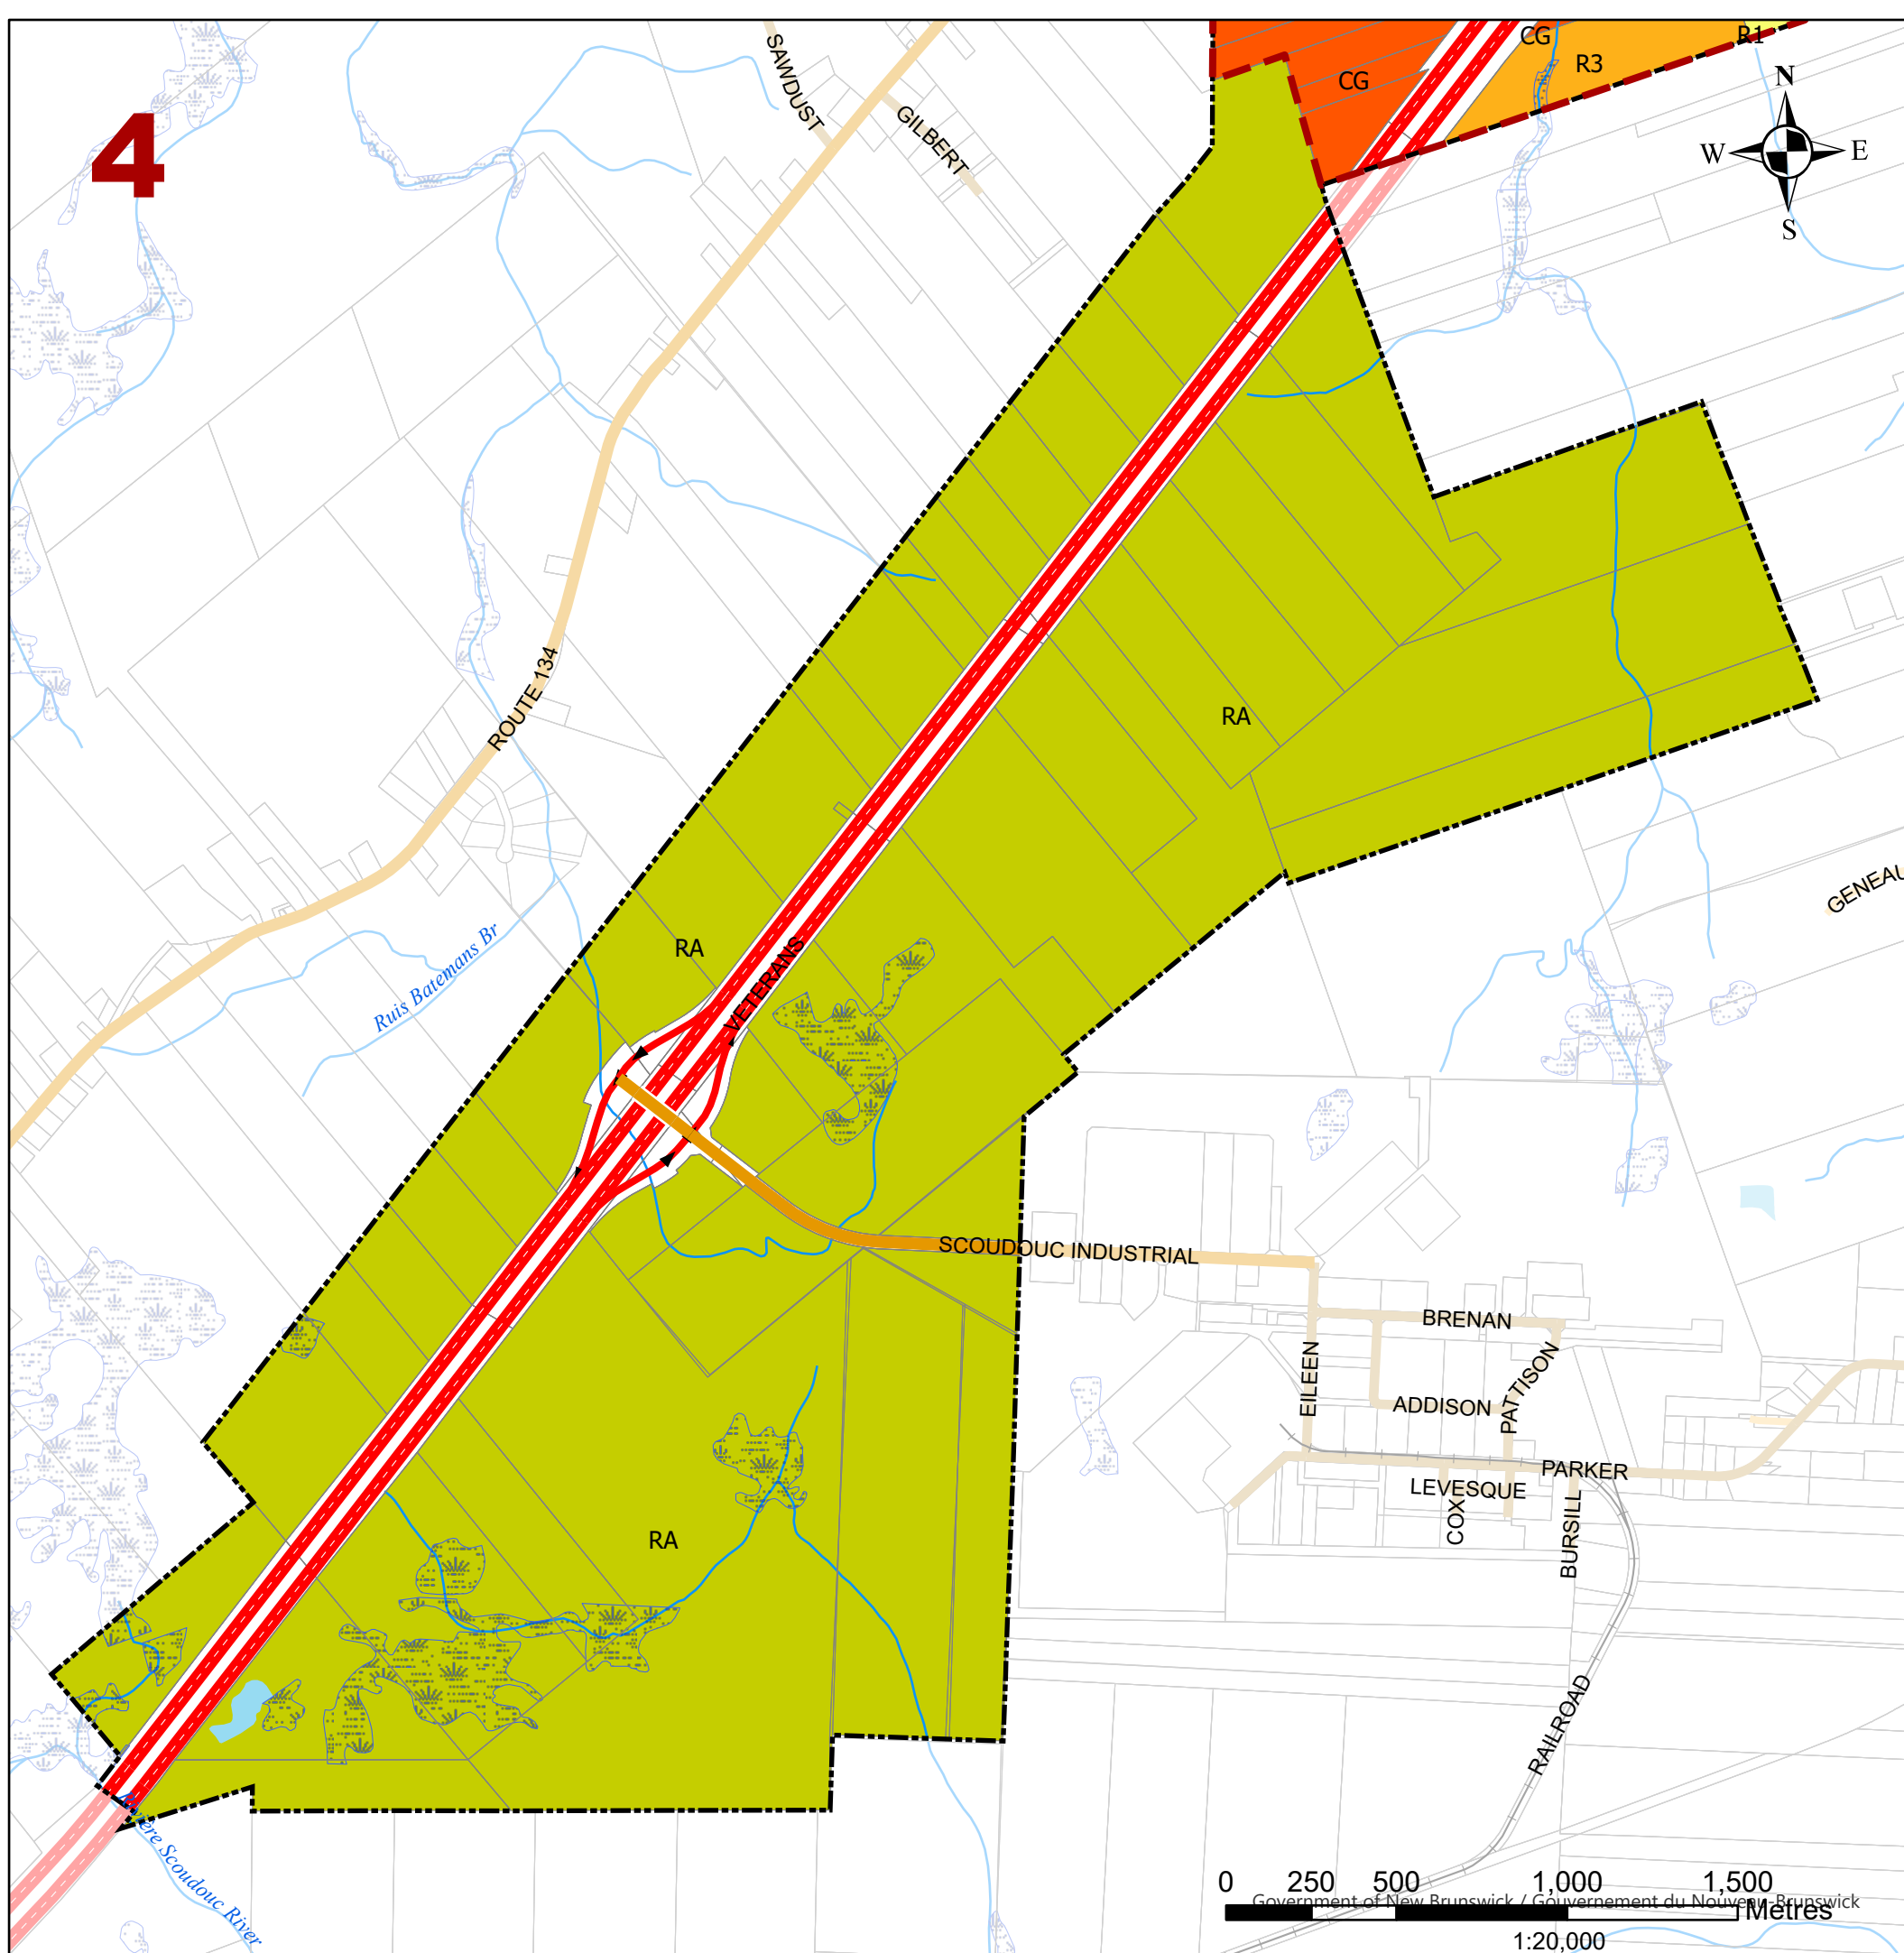 4
SAWDUST
GILBERT
CG
CG
R3
R1
N
W
E
S
ROUTE 134
RA
RA
VETERANS
Ruis Batemans Br
SCOUDOUC INDUSTRIAL
BRENAN
EILEEN
PATTISON
ADDISON
PARKER
LEVESQUE
COX
BURSILL
RA
RAILROAD
Rivière Scoudouc River
0 250 500 1,000 1,500
Metres
Government of New Brunswick / Gouvernement du Nouveau-Brunswick
1:20,000